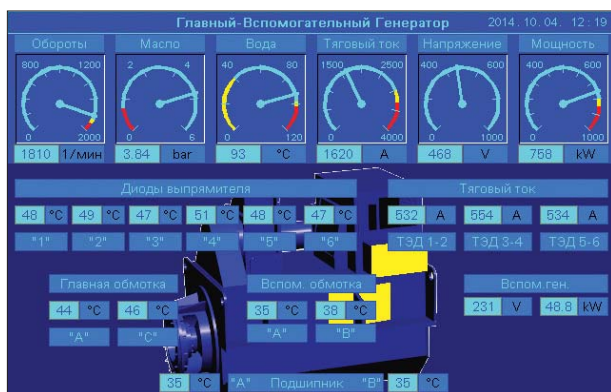 Главный-Вспомогательный Генератор 2014.10.04. 12:19
Обороты Масло Вода Тяговый ток Напряжение Мощность
800 1200 2 4 40 80 1500 2500 400 600 400 600
0 2000 0 6 0 120 0 4000 0 1000 0 1000
1810 1/мин 3.84 bar 93 °C 1620 A 468 V 758 kW
Диоды выпрямителя Тяговый ток
48 °C 49 °C 47 °C 51 °C 48 °C 47 °C 532 A 554 A 534 A
"1" "2" "3" "4" "5" "6" ТЭД 1-2 ТЭД 3-4 ТЭД 5-6
Главная обмотка Вспом. обмотка Вспом.ген.
44 °C 46 °C 35 °C 38 °C 231 V 48.8 kW
"A" "C" "A" "B"
35 °C "A" Подшипник "B" 35 °C